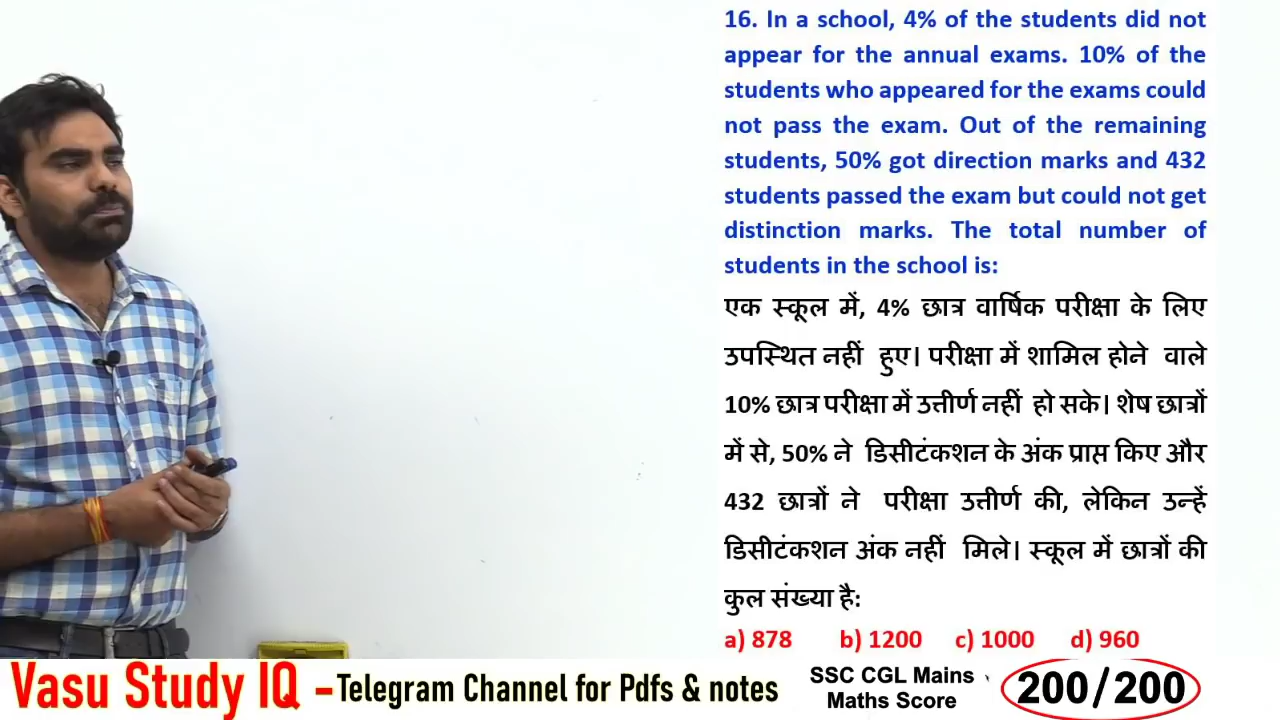 16. In a school, 4% of the students did not
appear for the annual exams. 10% of the
students who appeared for the exams could
not pass the exam. Out of the remaining
students, 50% got direction marks and 432
students passed the exam but could not get
distinction marks. The total number of
students in the school is:
एक स्कूल में, 4% छात्र वार्षिक परीक्षा के लिए
उपस्थित नहीं हुए। परीक्षा में शामिल होने वाले
10% छात्र परीक्षा में उत्तीर्ण नहीं हो सके। शेष छात्रों
में से, 50% ने डिसीटंकशन के अंक प्राप्त किए और
432 छात्रों ने परीक्षा उत्तीर्ण की, लेकिन उन्हें
डिसीटंकशन अंक नहीं मिले। स्कूल में छात्रों की
कुल संख्या है:
a) 878 b) 1200 c) 1000 d) 960
Vasu Study IQ - Telegram Channel for Pdfs & notes
SSC CGL Mains
Maths Score
200/200